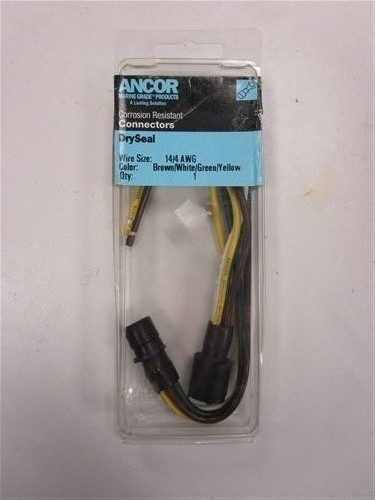 ANCOR
MARINE GRADE™ PRODUCTS
A Lasting Solution
Corrosion Resistant
Connectors
DrySeal
Wire Size: 14/4 AWG
Color: Brown/White/Green/Yellow
Qty: 1